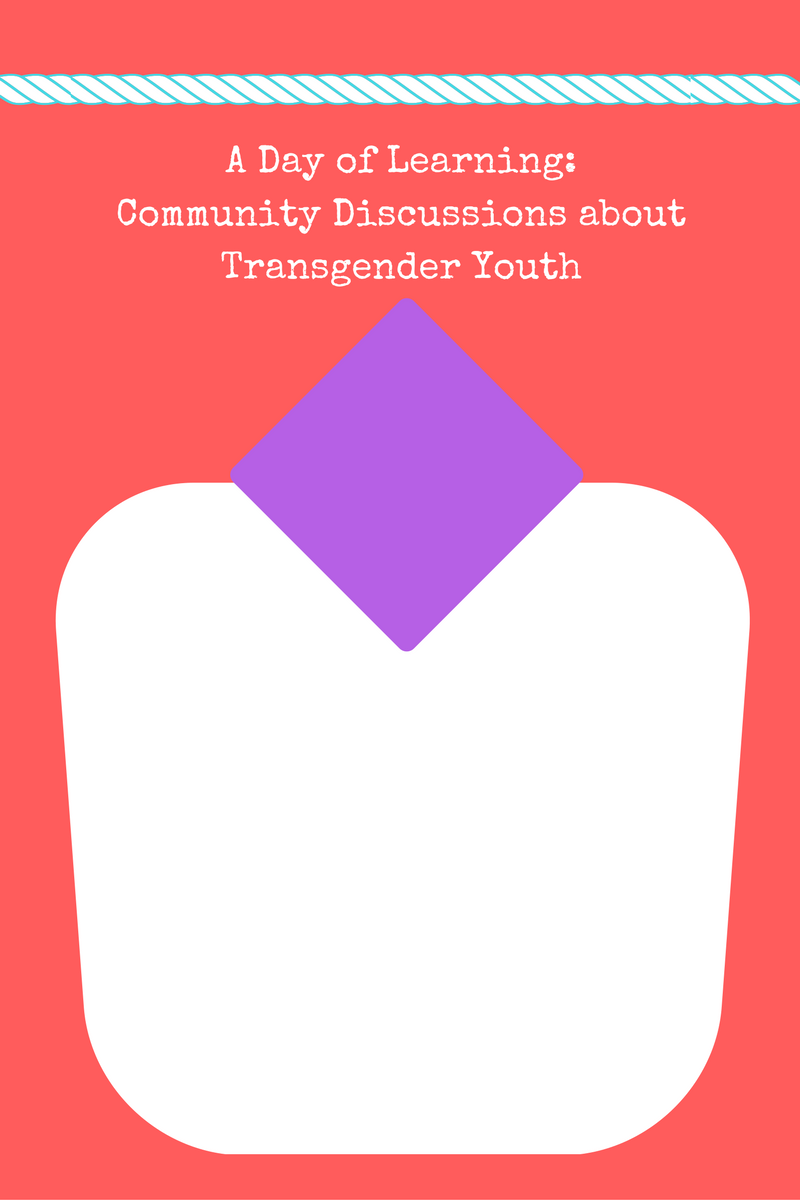 A Day of Learning:
Community Discussions about
Transgender Youth